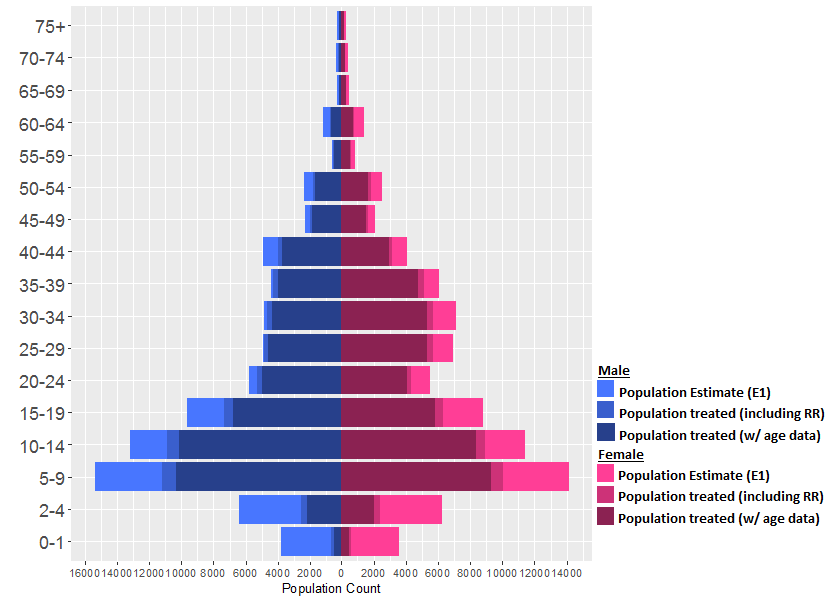 75+
70-74
65-69
60-64
55-59
50-54
45-49
40-44
35-39
30-34
25-29
20-24
15-19
10-14
5-9
2-4
0-1
16000 14000 12000 10000 8000 6000 4000 2000 0 2000 4000 6000 8000 10000 12000 14000
Population Count
Male
Population Estimate (E1)
Population treated (including RR)
Population treated (w/ age data)
Female
Population Estimate (E1)
Population treated (including RR)
Population treated (w/ age data)